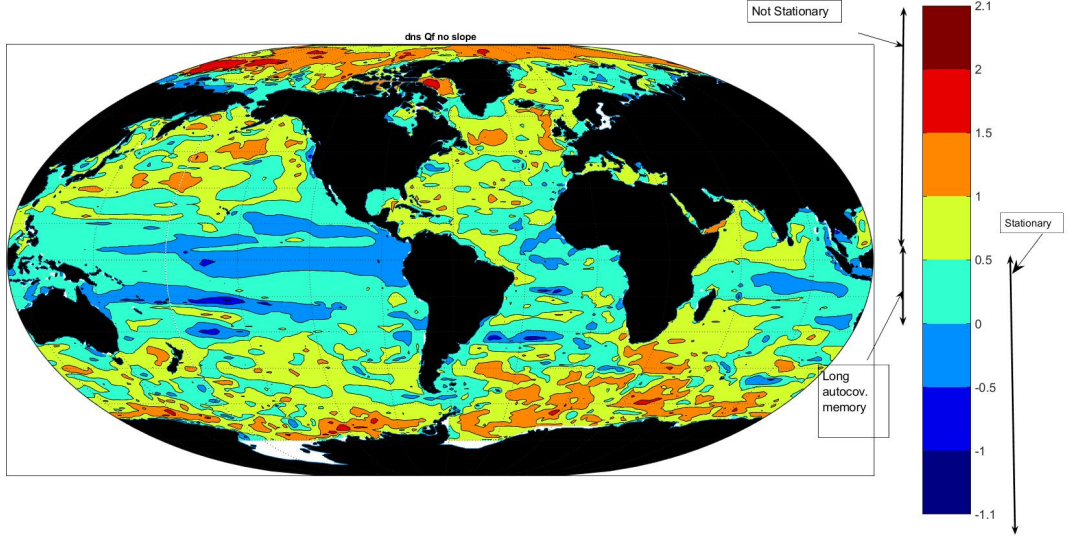 Not Stationary
dns Qf no slope
2.1
2
1.5
1
0.5
0
-0.5
-1
-1.1
Stationary
Long
autocov.
memory